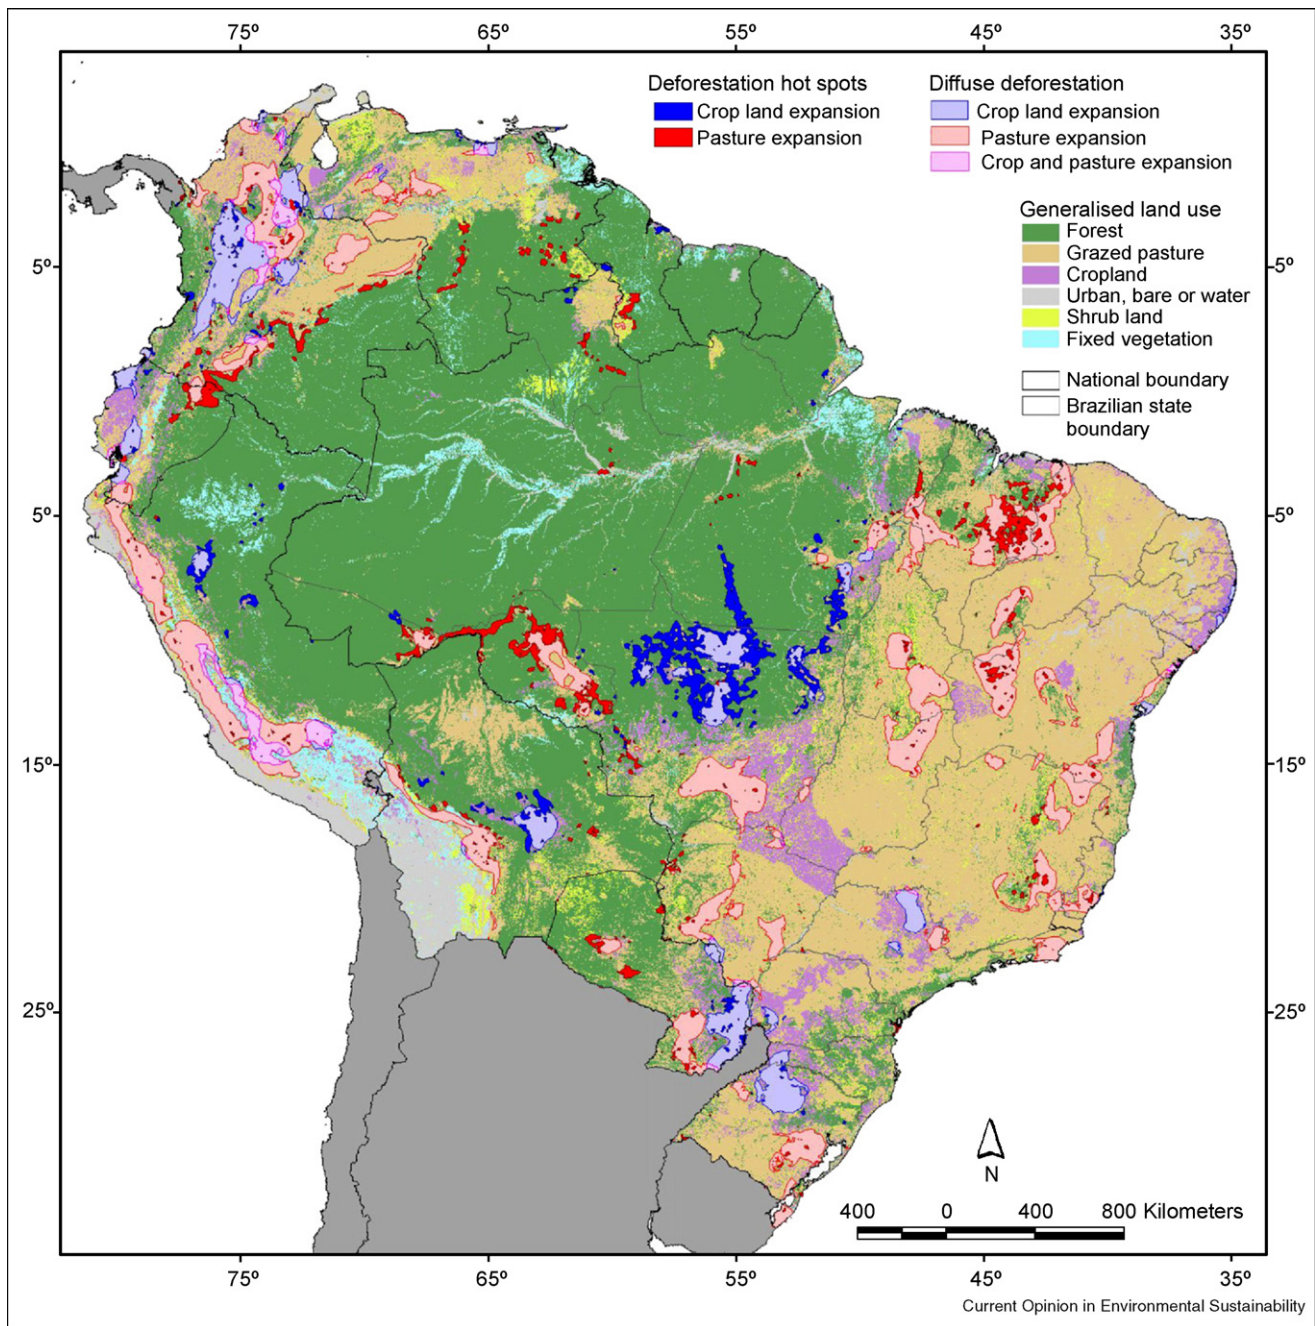 75º 65º 55º 45º 35º
Deforestation hot spots
Crop land expansion
Pasture expansion
Diffuse deforestation
Crop land expansion
Pasture expansion
Crop and pasture expansion
Generalised land use
Forest
Grazed pasture
Cropland
Urban, bare or water
Shrub land
Fixed vegetation
National boundary
Brazilian state
boundary
5º 5º
5º 5º
15º 15º
25º 25º
N
400 0 400 800 Kilometers
75º 65º 55º 45º 35º
Current Opinion in Environmental Sustainability